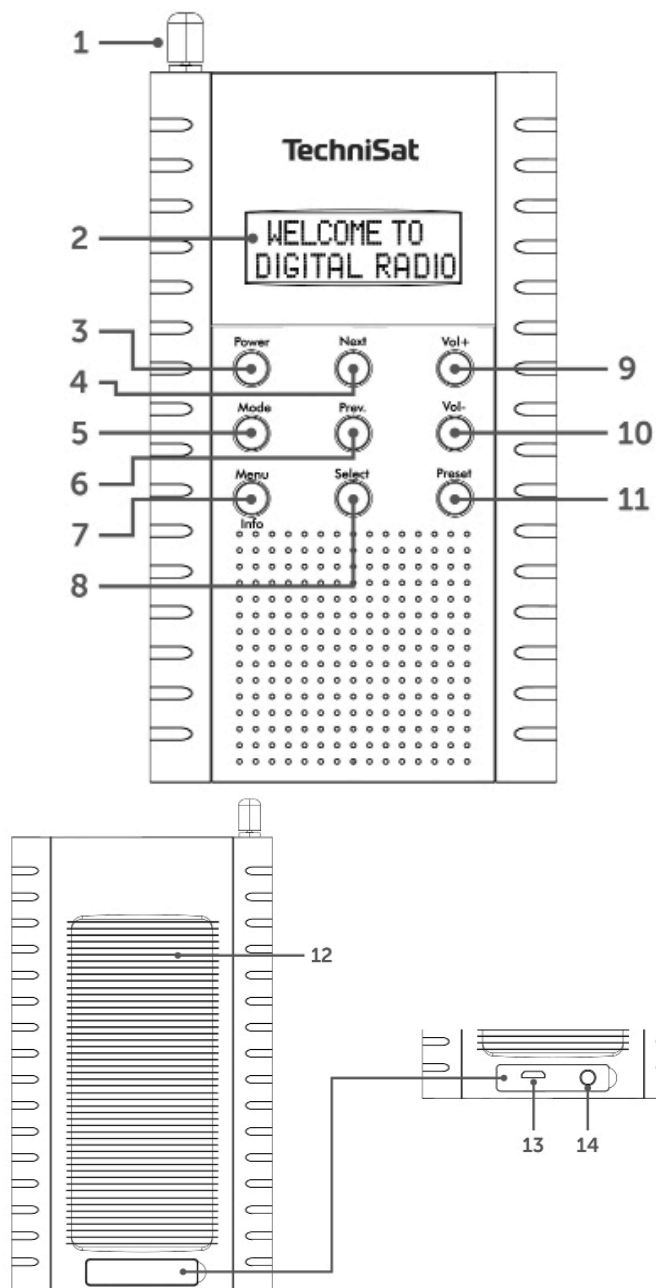 1
TechniSat
2
WELCOME TO
DIGITAL RADIO
3
Power
Next
Vol+
4
9
Mode
Prev.
Vol-
5
10
6
Menu
Select
Preset
7
11
Info
8
12
13
14